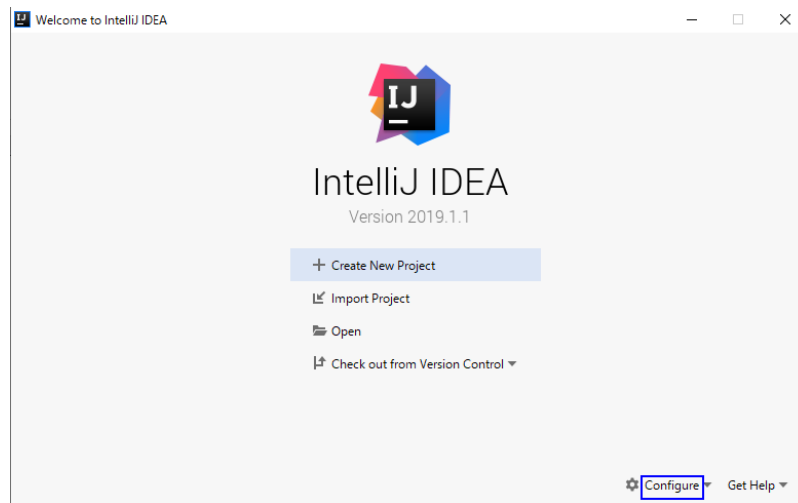 Welcome to IntelliJ IDEA
IJ
IntelliJ IDEA
Version 2019.1.1
Create New Project
Import Project
Open
Check out from Version Control
Configure Get Help